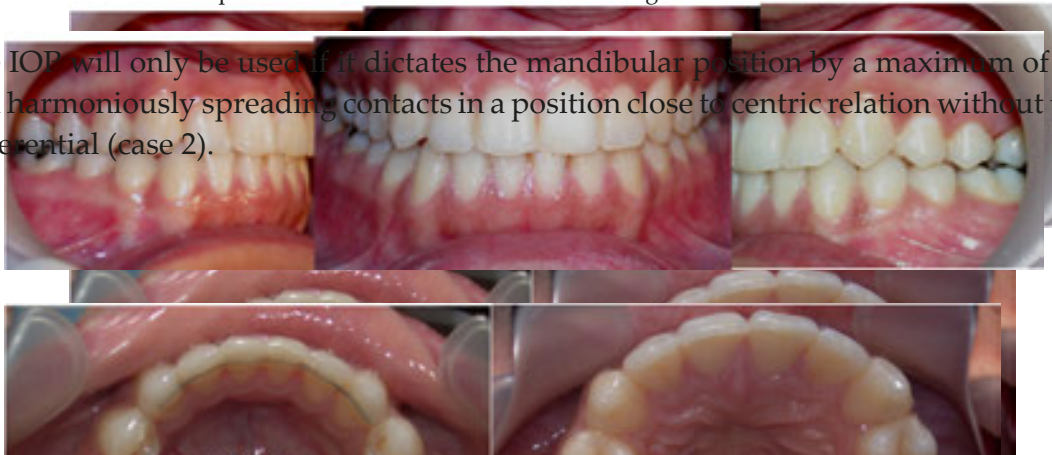 IOP will only be used if it dictates the mandibular position by a maximum of
harmoniously spreading contacts in a position close to centric relation without
erential (case 2).